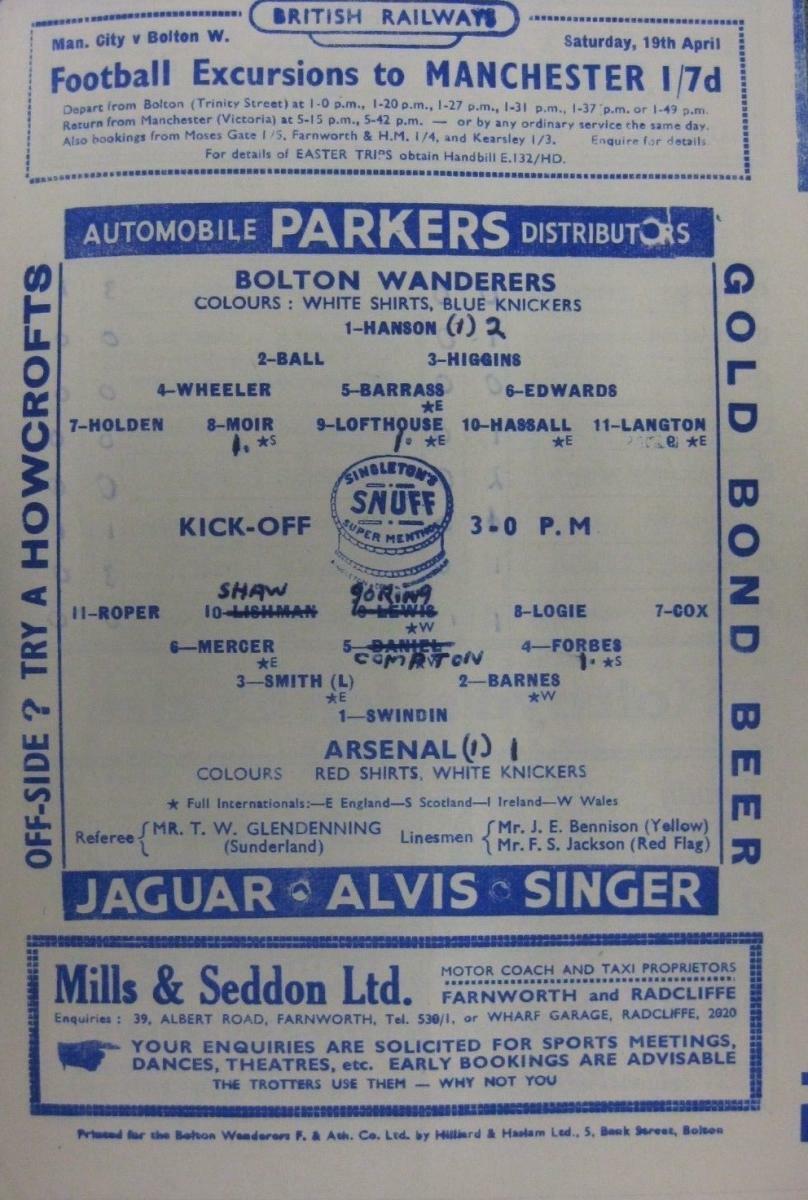 BRITISH RAILWAYS
Man. City v Bolton W. Saturday, 19th April
Football Excursions to MANCHESTER 1/7d
Depart from Bolton (Trinity Street) at 1-0 p.m., 1-20 p.m., 1-27 p.m., 1-31 p.m., 1-37 p.m. or 1-49 p.m.
Return from Manchester (Victoria) at 5-15 p.m., 5-42 p.m. — or by any ordinary service the same day.
Also bookings from Moses Gate 1/5, Farnworth & H.M. 1/4, and Kearsley 1/3. Enquire for details
For details of EASTER TRIPS obtain Handbill E.132/HD.
AUTOMOBILE PARKERS DISTRIBUTORS
OFF-SIDE ? TRY A HOWCROFTS
GOLD BOND BEER
BOLTON WANDERERS
COLOURS : WHITE SHIRTS, BLUE KNICKERS
1-HANSON (1) 2
2-BALL 3-HIGGINS
4-WHEELER 5-BARRASS 6-EDWARDS
★E
7-HOLDEN 8-MOIR 9-LOFTHOUSE 10-HASSALL 11-LANGTON
1. ★S 1. ★E ★E ★E
SINGLETON'S
SNUFF
SUPER MENTHOL
KICK-OFF 3-0 P.M
SHAW GORING
11-ROPER 10-LISHMAN 9-LEWIS 8-LOGIE 7-COX
★W
6-MERCER 5-DANIEL 4-FORBES
★E COMPTON 1. ★S
3—SMITH (L) 2—BARNES
★E ★W
1-SWINDIN
ARSENAL (1) 1
COLOURS RED SHIRTS, WHITE KNICKERS
★ Full Internationals:—E England—S Scotland—I Ireland—W Wales
Referee { MR. T. W. GLENDENNING (Sunderland) Linesmen { Mr. J. E. Bennison (Yellow)
Mr. F. S. Jackson (Red Flag)
JAGUAR ALVIS SINGER
Mills & Seddon Ltd. MOTOR COACH AND TAXI PROPRIETORS
FARNWORTH and RADCLIFFE
Enquiries : 39, ALBERT ROAD, FARNWORTH, Tel. 530/1, or WHARF GARAGE, RADCLIFFE, 2020
YOUR ENQUIRIES ARE SOLICITED FOR SPORTS MEETINGS,
DANCES, THEATRES, etc. EARLY BOOKINGS ARE ADVISABLE
THE TROTTERS USE THEM — WHY NOT YOU
Printed for the Bolton Wanderers F. & Ath. Co. Ltd. by Hilliard & Haslam Ltd., 5, Bank Street, Bolton